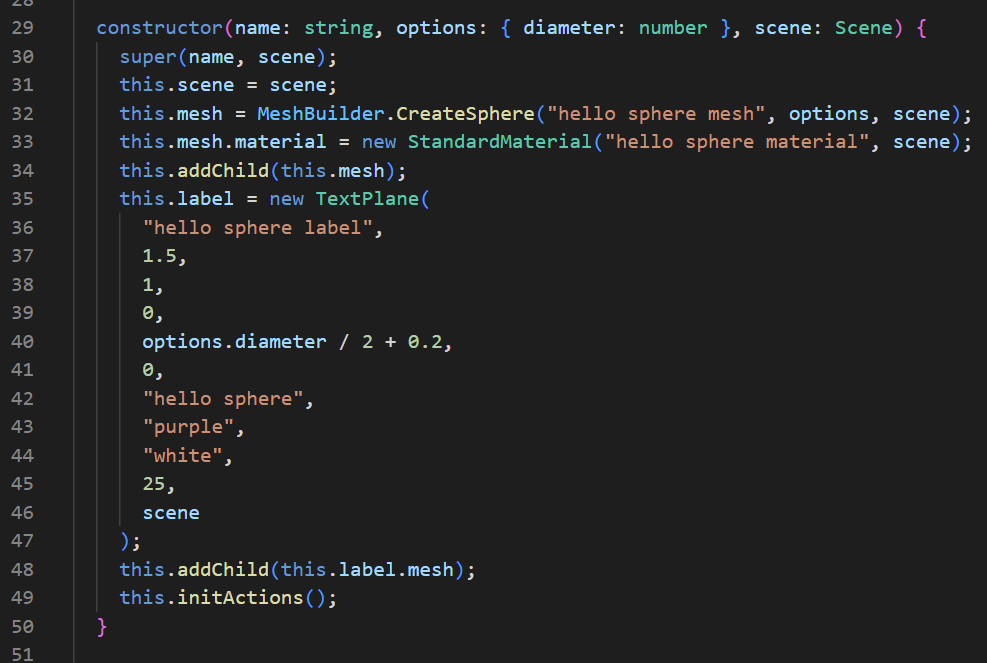 28
29 constructor(name: string, options: { diameter: number }, scene: Scene) {
30 super(name, scene);
31 this.scene = scene;
32 this.mesh = MeshBuilder.CreateSphere("hello sphere mesh", options, scene);
33 this.mesh.material = new StandardMaterial("hello sphere material", scene);
34 this.addChild(this.mesh);
35 this.label = new TextPlane(
36 "hello sphere label",
37 1.5,
38 1,
39 0,
40 options.diameter / 2 + 0.2,
41 0,
42 "hello sphere",
43 "purple",
44 "white",
45 25,
46 scene
47 );
48 this.addChild(this.label.mesh);
49 this.initActions();
50 }
51